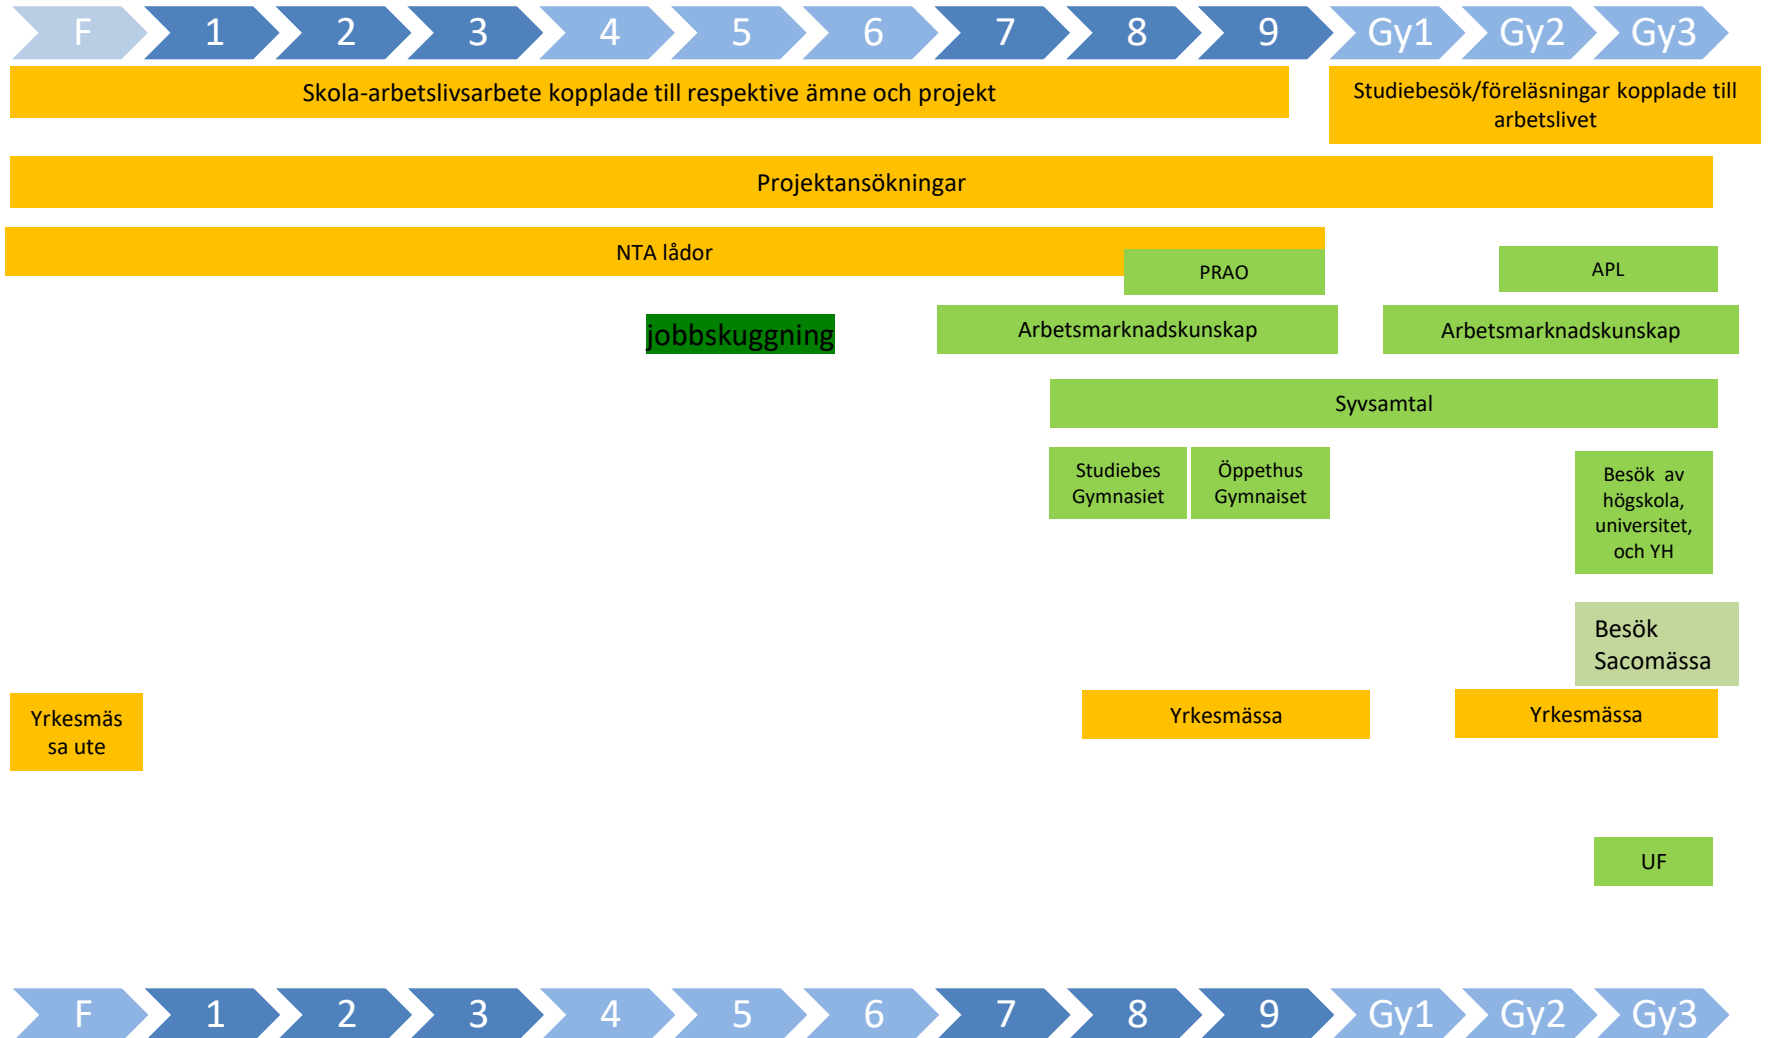 F 1 2 3 4 5 6 7 8 9 Gy1 Gy2 Gy3
Skola-arbetslivsarbete kopplade till respektive ämne och projekt
Studiebesök/föreläsningar kopplade till
arbetslivet
Projektansökningar
NTA lådor
PRAO
APL
jobbskuggning
Arbetsmarknadskunskap
Arbetsmarknadskunskap
Syvsamtal
Studiebes
Gymnasiet
Öppethus
Gymnaiset
Besök av
högskola,
universitet,
och YH
Besök
Sacomässa
Yrkesmäs
sa ute
Yrkesmässa
Yrkesmässa
UF
F 1 2 3 4 5 6 7 8 9 Gy1 Gy2 Gy3